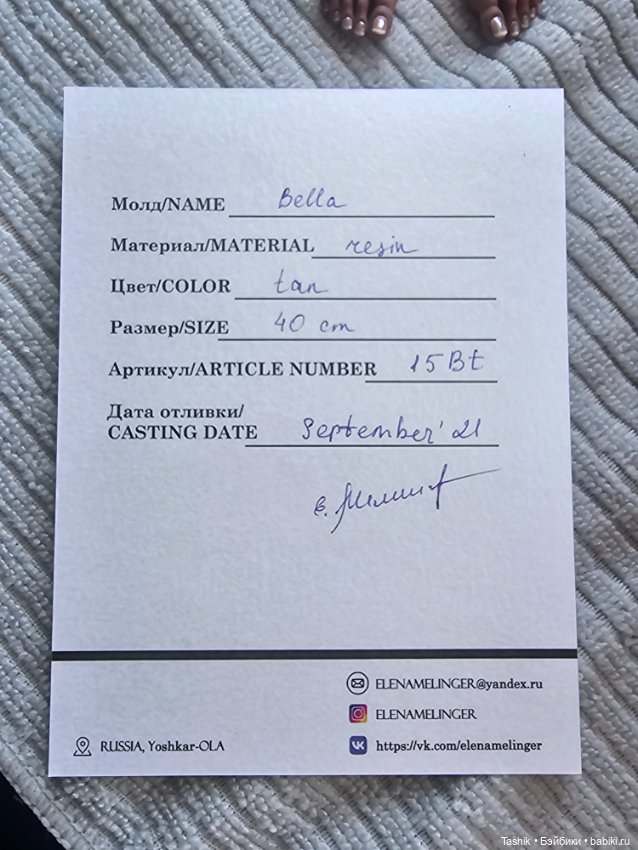 Молд/NAME Bella
Материал/MATERIAL resin
Цвет/COLOR tan
Размер/SIZE 40 cm
Артикул/ARTICLE NUMBER 15Bt
Дата отливки/
CASTING DATE September' 21
ELENAMELINGER@yandex.ru
ELENAMELINGER
RUSSIA, Yoshkar-OLA
https://vk.com/elenamelinger
Tashik • Бэйбики • babiki.ru